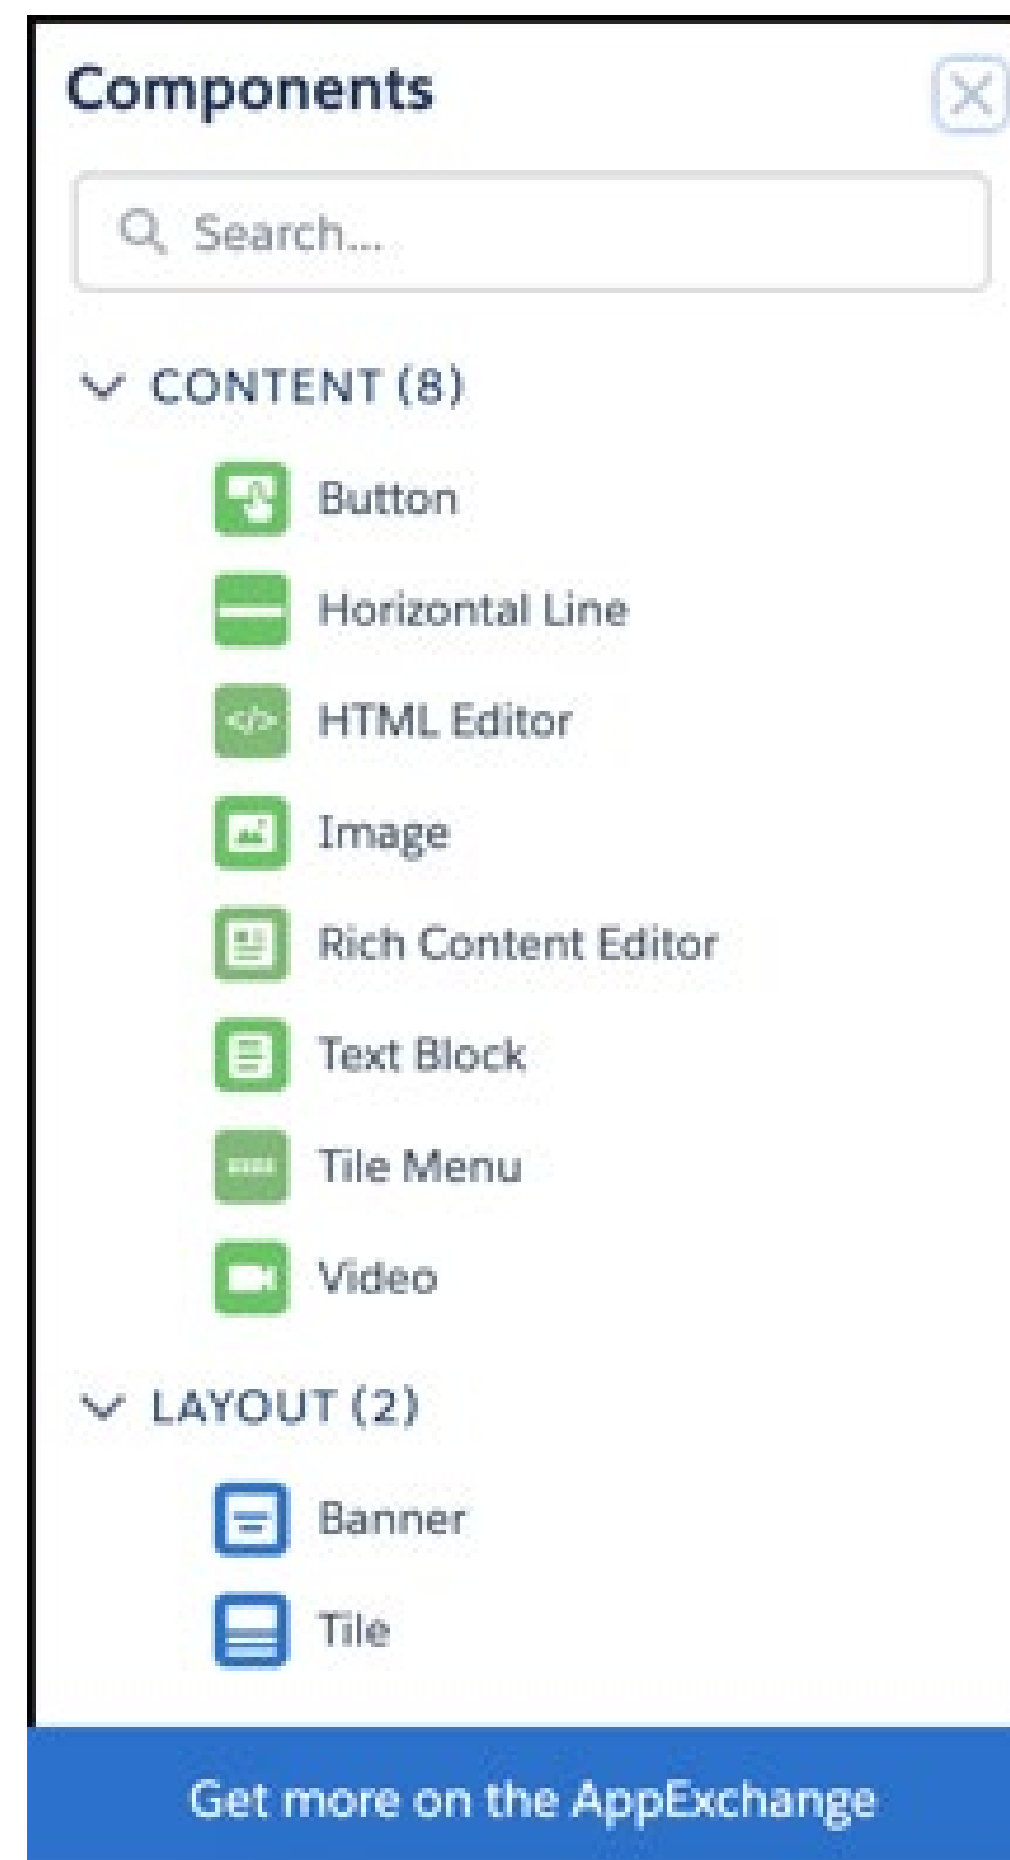 Components
Search...
CONTENT (8)
Button
Horizontal Line
</> HTML Editor
Image
Rich Content Editor
Text Block
Tile Menu
Video
LAYOUT (2)
Banner
Tile
Get more on the AppExchange